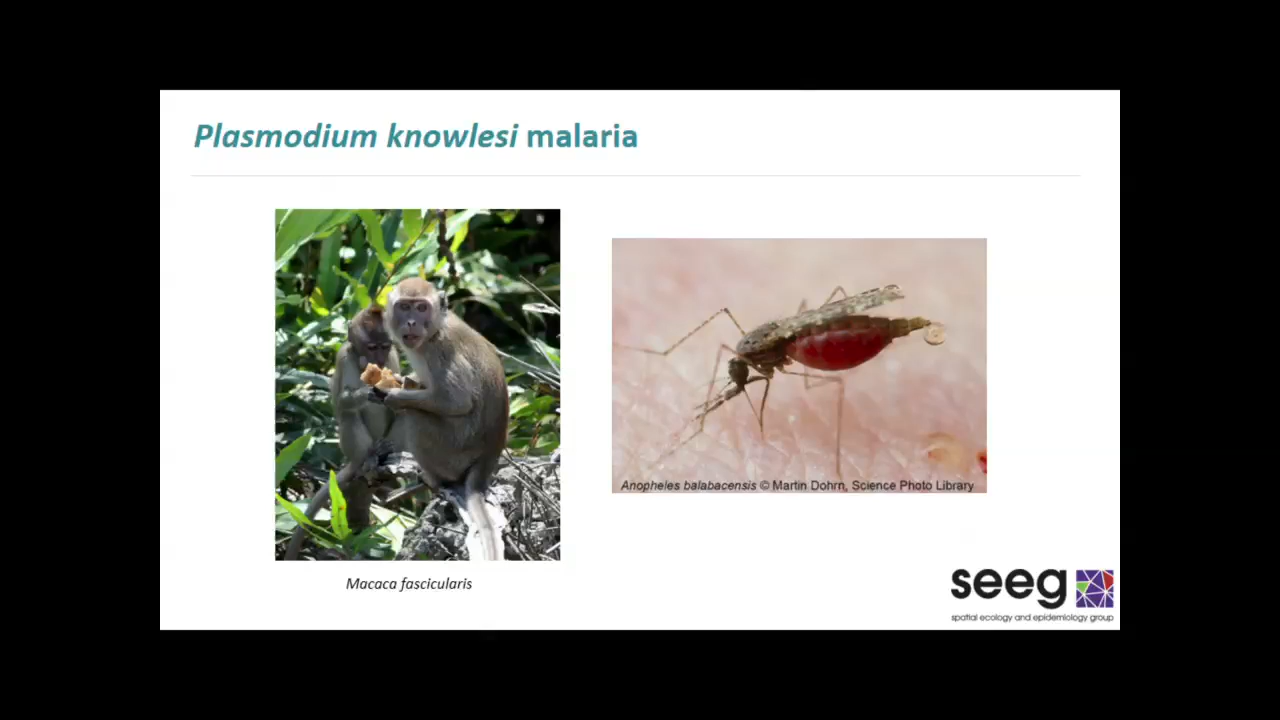 Plasmodium knowlesi malaria
Anopheles balabacensis © Martin Dohrn, Science Photo Library
Macaca fascicularis
seeg
spatial ecology and epidemiology group